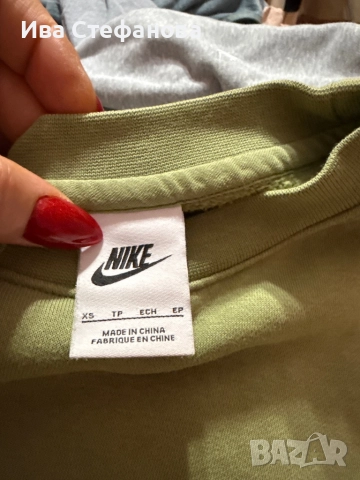 Ива Стефанова
NIKE
XS TP ECH EP
MADE IN CHINA
FABRIQUE EN CHINE
BAZAR